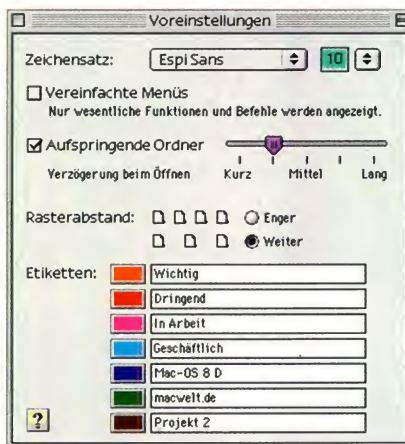 Voreinstellungen
Zeichensatz: Espi Sans 10
Vereinfachte Menüs
Nur wesentliche Funktionen und Befehle werden angezeigt.
Aufspringende Ordner
Verzögerung beim Öffnen Kurz Mittel Lang
Rasterabstand: Enger
Weiter
Etiketten: Wichtig
Dringend
In Arbeit
Geschäftlich
Mac-OS 8 D
macwelt.de
?
Projekt 2